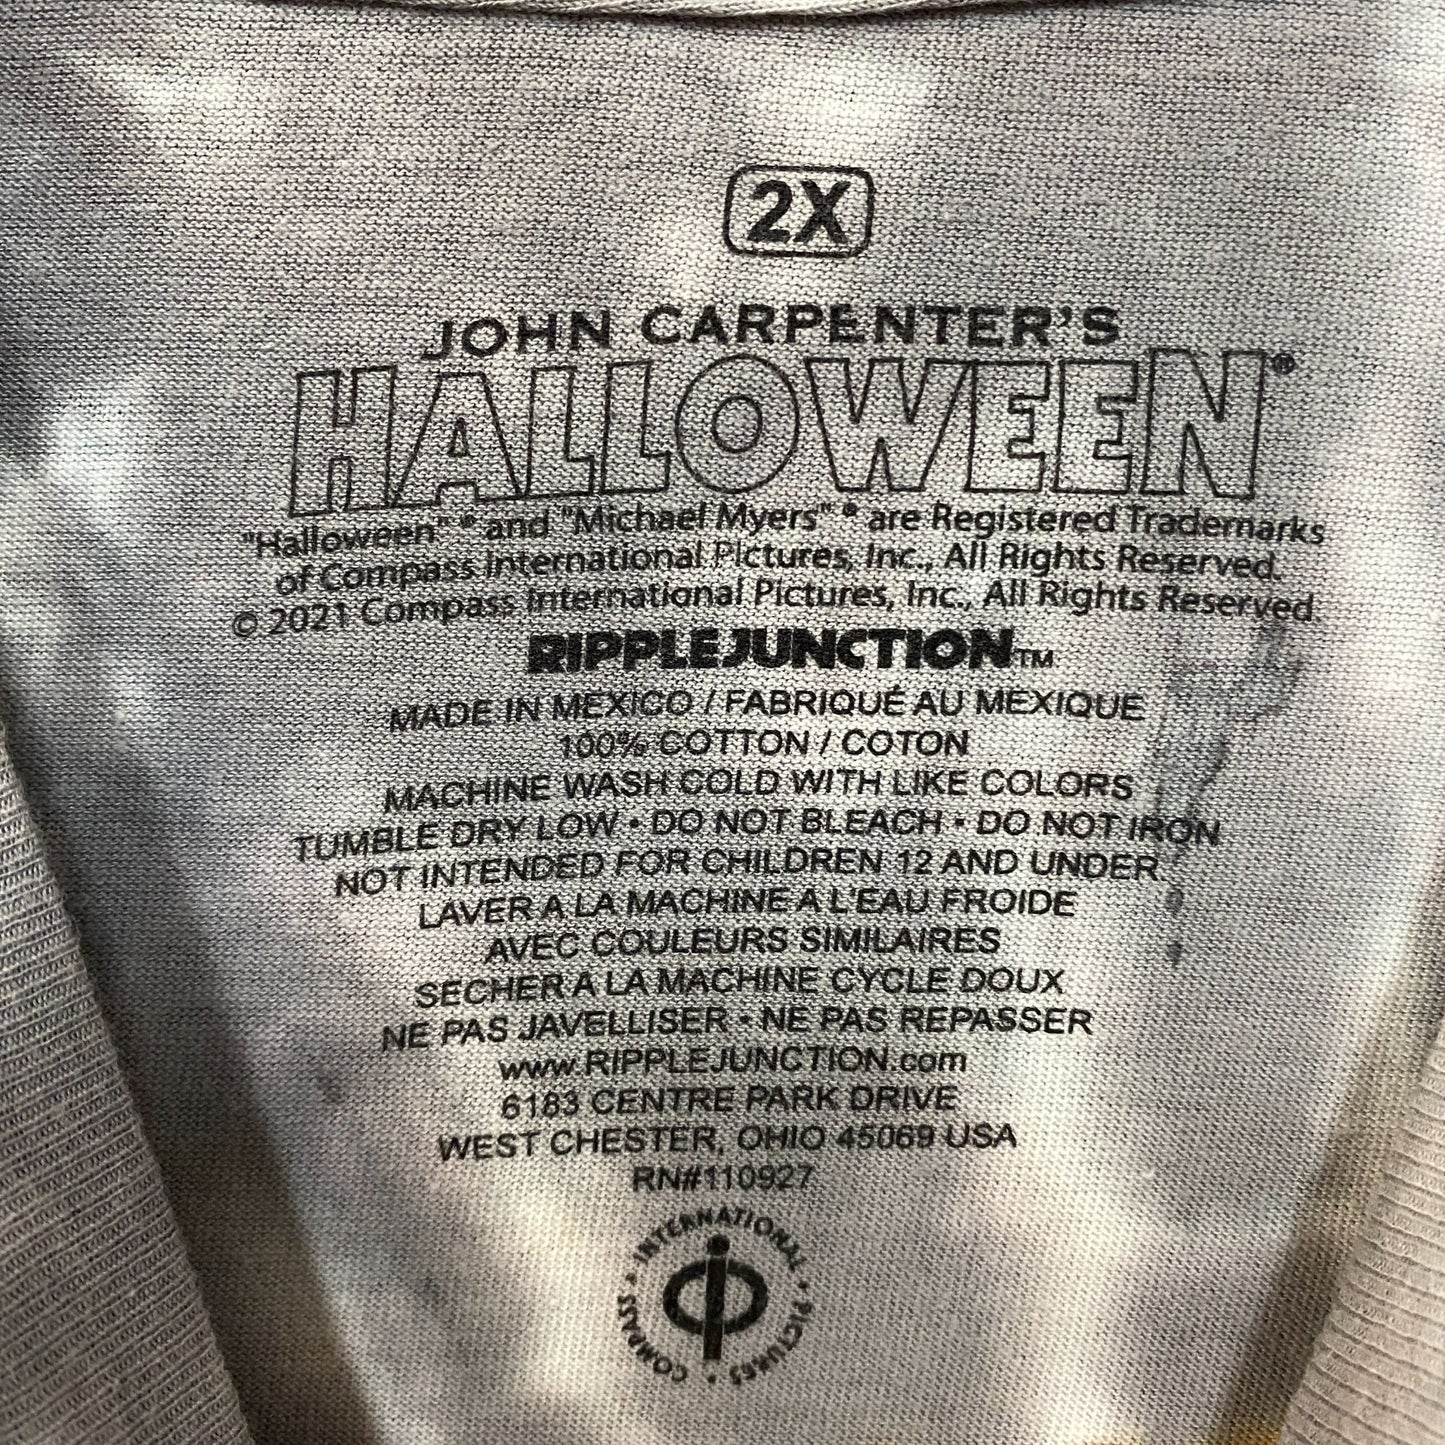 2X
JOHN CARPENTER'S
HALLOWEEN®
"Halloween" ® and "Michael Myers" ® are Registered Trademarks
of Compass International Pictures, Inc., All Rights Reserved.
© 2021 Compass International Pictures, Inc., All Rights Reserved.
RIPPLEJUNCTION™
MADE IN MEXICO / FABRIQUÉ AU MEXIQUE
100% COTTON / COTON
MACHINE WASH COLD WITH LIKE COLORS
TUMBLE DRY LOW • DO NOT BLEACH • DO NOT IRON
NOT INTENDED FOR CHILDREN 12 AND UNDER.
LAVER A LA MACHINE A L'EAU FROIDE
AVEC COULEURS SIMILAIRES
SECHER A LA MACHINE CYCLE DOUX
NE PAS JAVELLISER • NE PAS REPASSER
www.RIPPLEJUNCTION.com
6183 CENTRE PARK DRIVE
WEST CHESTER, OHIO 45069 USA
RN#110927
COMPASS • INTERNATIONAL • PICTURES •